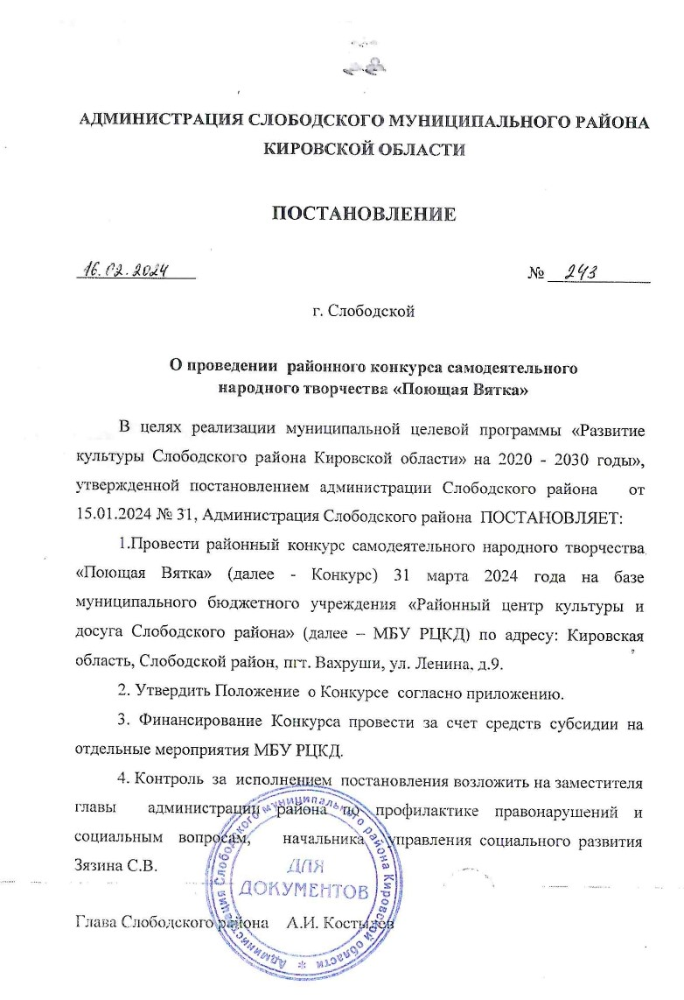 АДМИНИСТРАЦИЯ СЛОБОДСКОГО МУНИЦИПАЛЬНОГО РАЙОНА
КИРОВСКОЙ ОБЛАСТИ
ПОСТАНОВЛЕНИЕ
16.02.2024 № 243
г. Слободской
О проведении районного конкурса самодеятельного
народного творчества «Поющая Вятка»
В целях реализации муниципальной целевой программы «Развитие
культуры Слободского района Кировской области» на 2020 - 2030 годы»,
утвержденной постановлением администрации Слободского района от
15.01.2024 № 31, Администрация Слободского района ПОСТАНОВЛЯЕТ:
1.Провести районный конкурс самодеятельного народного творчества
«Поющая Вятка» (далее - Конкурс) 31 марта 2024 года на базе
муниципального бюджетного учреждения «Районный центр культуры и
досуга Слободского района» (далее – МБУ РЦКД) по адресу: Кировская
область, Слободской район, пгт. Вахруши, ул. Ленина, д.9.
2. Утвердить Положение о Конкурсе согласно приложению.
3. Финансирование Конкурса провести за счет средств субсидии на
отдельные мероприятия МБУ РЦКД.
4. Контроль за исполнением постановления возложить на заместителя
главы администрации района по профилактике правонарушений и
социальным вопросам, начальника управления социального развития
Зязина С.В.
Глава Слободского района А.И. Костылев
Администрация Слободского муниципального района Кировской области *
ДЛЯ
ДОКУМЕНТОВ